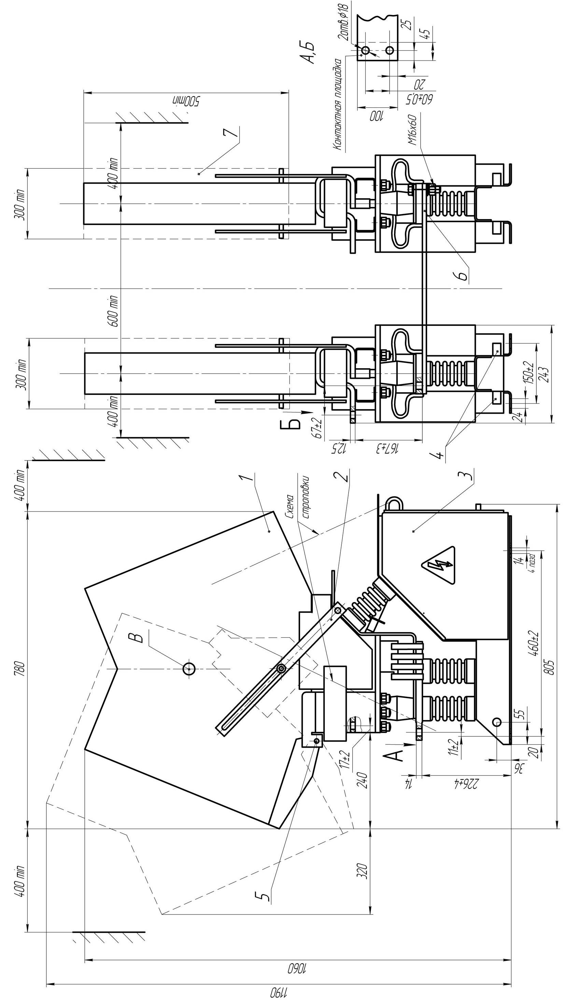 400 min
780
400 min
1190
1060
1
В
Схема
строповки
2
3
5
17±2
240
320
А
11±2
14
226±4
36
20
55
460±2
805
14
4 паза
300 min
300 min
400 min
600 min
400 min
500min
7
Б
67±2
12,5
167±3
4
24
150±2
243
6
М16х60
А,Б
Контактная площадка
2отв.ϕ18
25
45
20
60±0,5
100